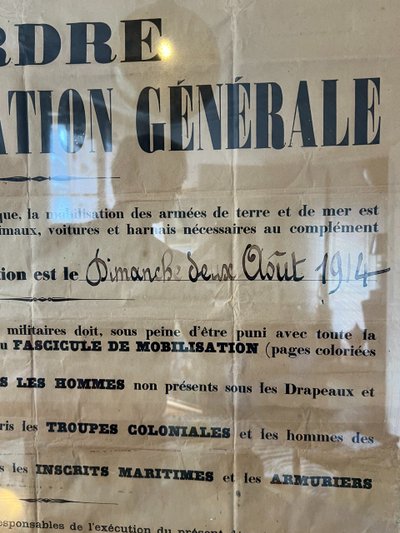 RDRE
ATION GÉNÉRALE
que, la mobilisation des armées de terre et de mer est
imaux, voitures et harnais nécessaires au complément
tion est le Dimanche deux Août 1914
militaires doit, sous peine d'être puni avec toute la
u FASCICULE DE MOBILISATION (pages coloriées
S LES HOMMES non présents sous les Drapeaux et
ris les TROUPES COLONIALES et les hommes des
s les INSCRITS MARITIMES et les ARMURIERS
esponsables de l'exécution du présent